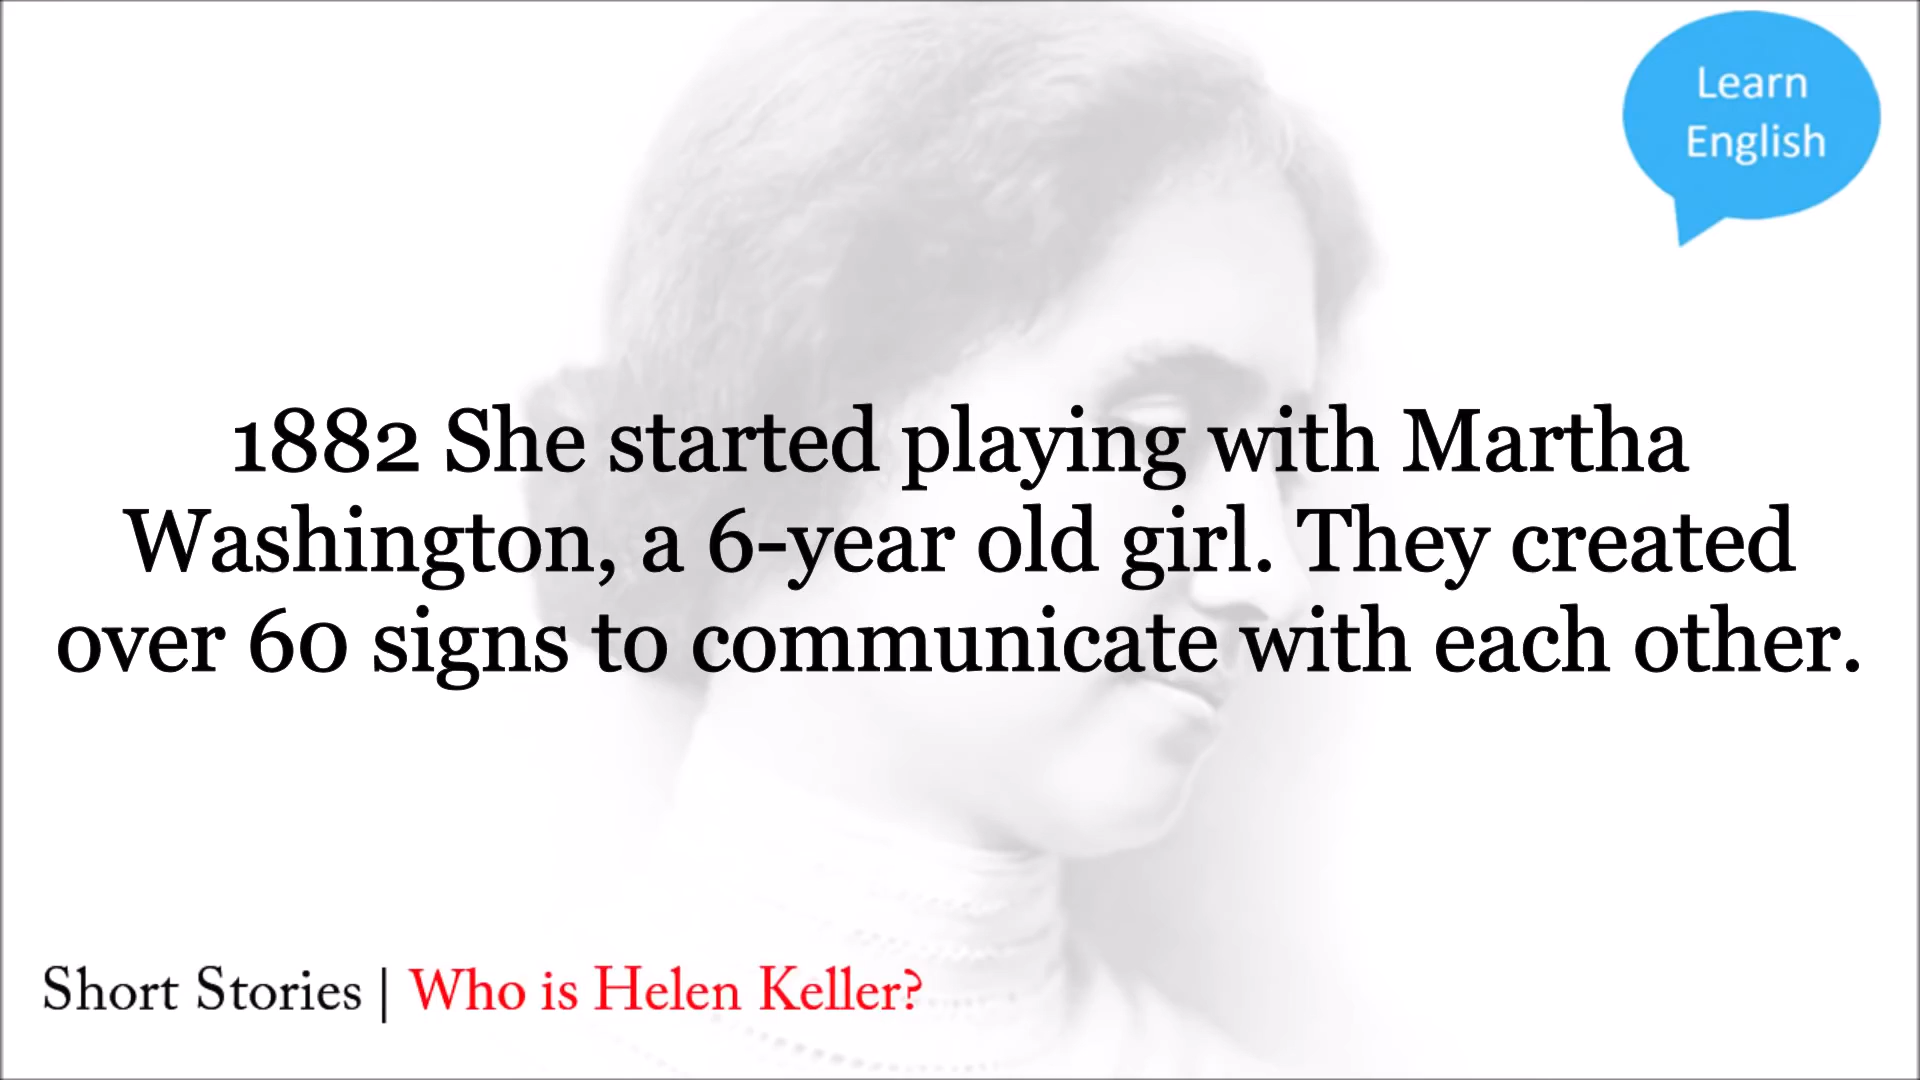 Learn
English
1882 She started playing with Martha
Washington, a 6-year old girl. They created
over 60 signs to communicate with each other.
Short Stories | Who is Helen Keller?